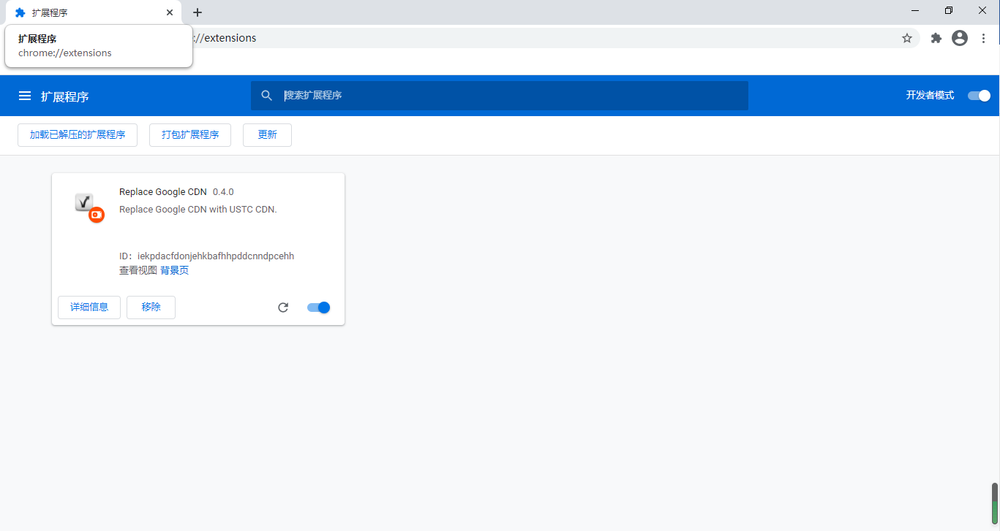 扩展程序
扩展程序
chrome://extensions
://extensions
扩展程序
搜索扩展程序
开发者模式
加载已解压的扩展程序
打包扩展程序
更新
Replace Google CDN 0.4.0
Replace Google CDN with USTC CDN.
ID：iekpdacfdonjehkbafhhpddcnndpcehh
查看视图 背景页
详细信息
移除